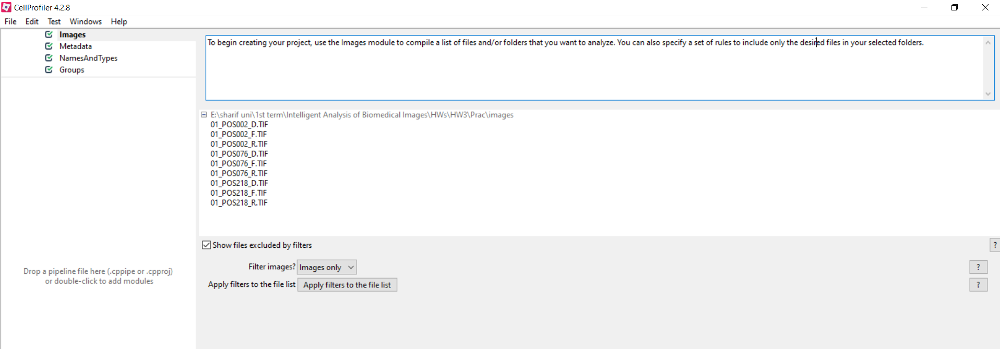 CellProfiler 4.2.8
File Edit Test Windows Help
Images
Metadata
NamesAndTypes
Groups
Drop a pipeline file here (.cppipe or .cpproj)
or double-click to add modules
To begin creating your project, use the Images module to compile a list of files and/or folders that you want to analyze. You can also specify a set of rules to include only the desired files in your selected folders.
E:\sharif uni\1st term\Intelligent Analysis of Biomedical Images\HWs\HW3\Prac\images
01_POS002_D.TIF
01_POS002_F.TIF
01_POS002_R.TIF
01_POS076_D.TIF
01_POS076_F.TIF
01_POS076_R.TIF
01_POS218_D.TIF
01_POS218_F.TIF
01_POS218_R.TIF
Show files excluded by filters ?
Filter images? Images only ?
Apply filters to the file list Apply filters to the file list ?